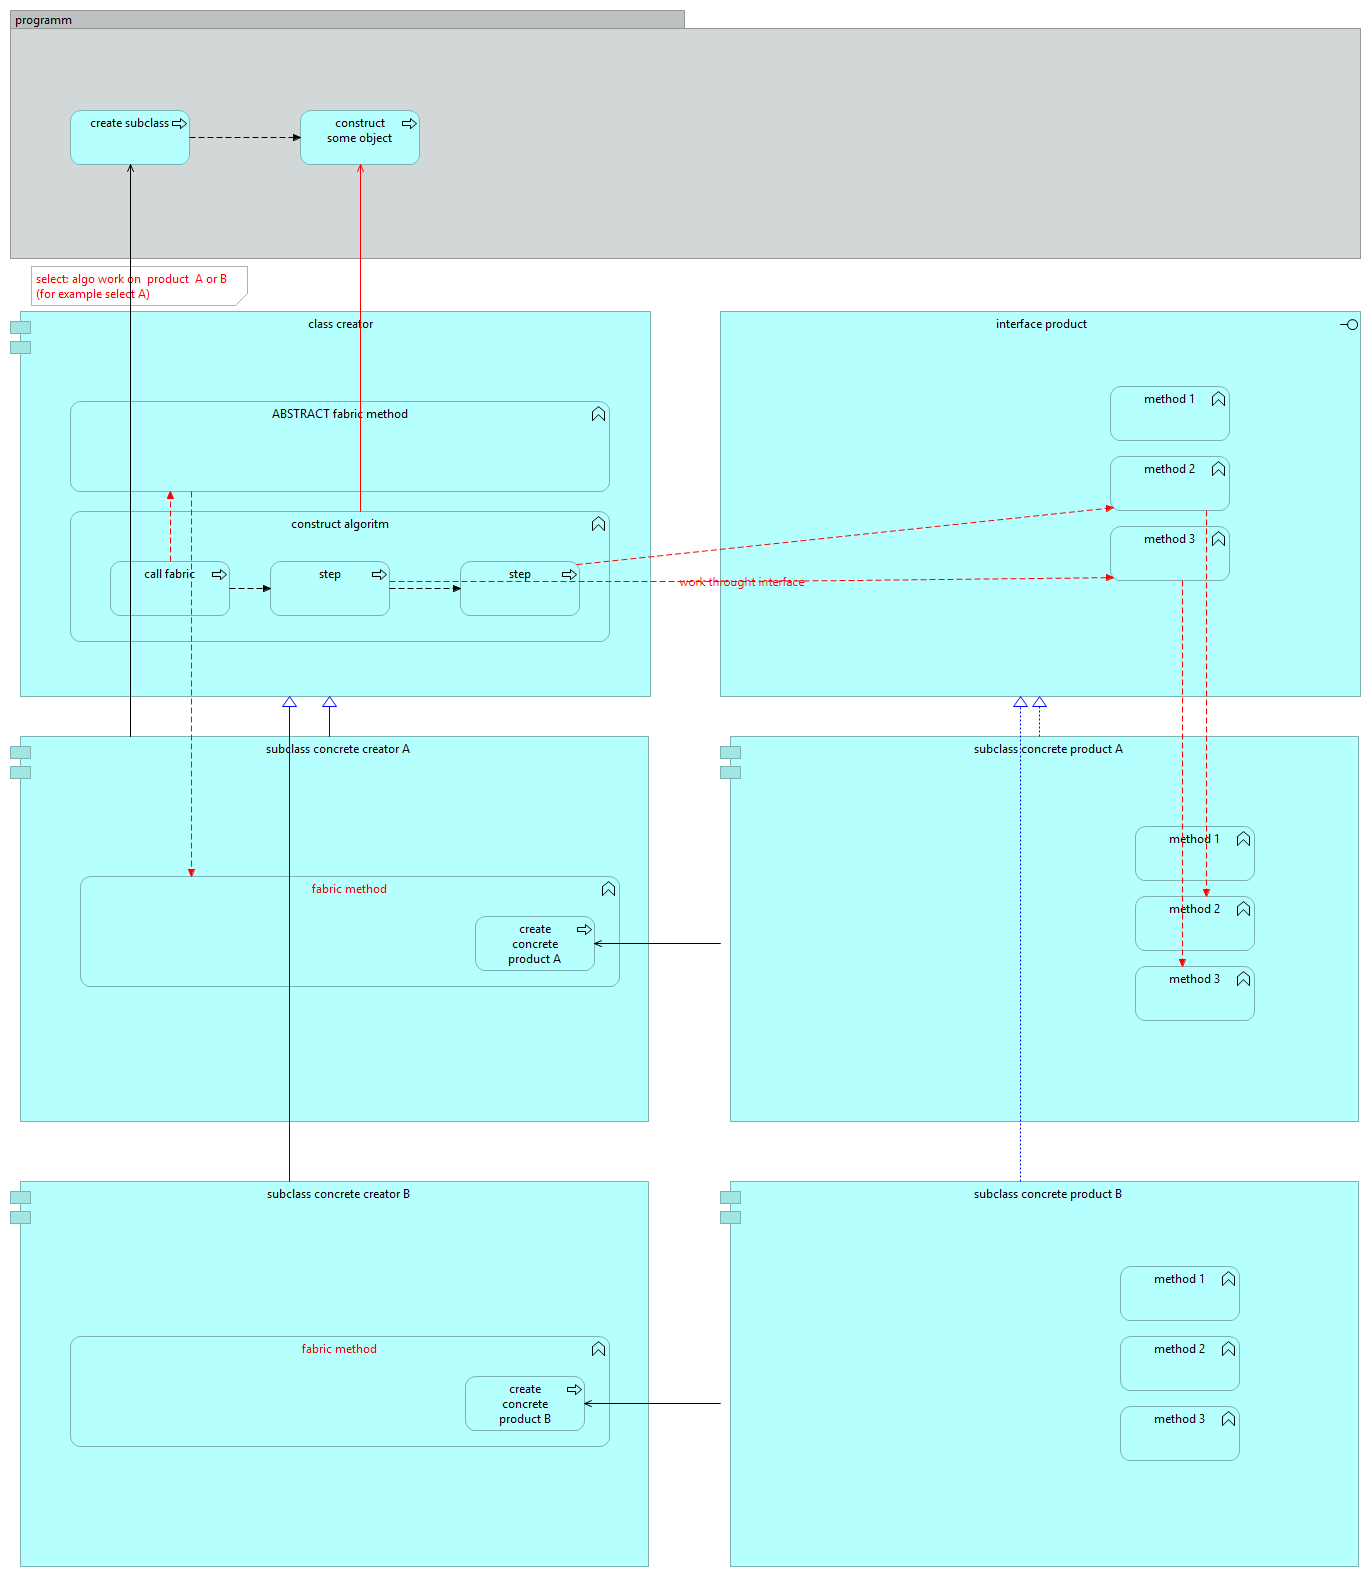 programm
create subclass
construct
some object
select: algo work on  product  A or B
(for example select A)
class creator
ABSTRACT fabric method
construct algoritm
call fabric
step
step
work throught interface
interface product
method 1
method 2
method 3
subclass concrete creator A
fabric method
create
concrete
product A
subclass concrete product A
method 1
method 2
method 3
subclass concrete creator B
fabric method
create
concrete
product B
subclass concrete product B
method 1
method 2
method 3